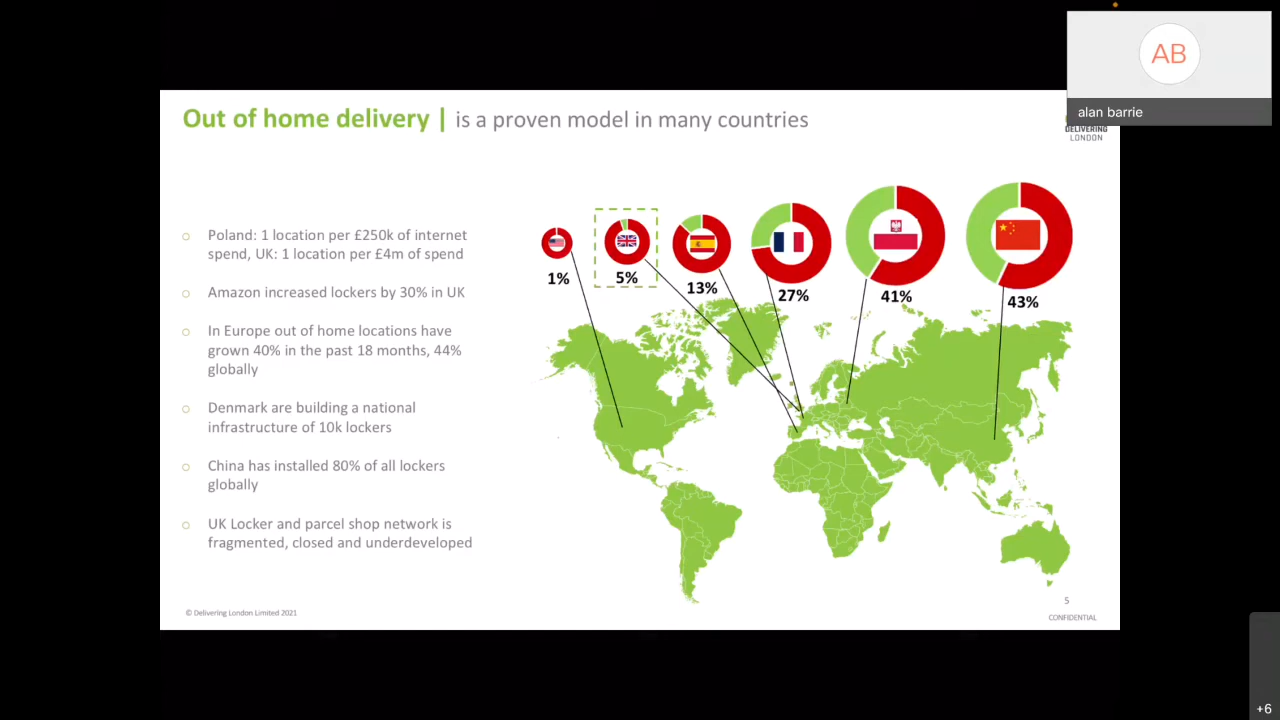 AB
alan barrie
Out of home delivery | is a proven model in many countries
DELIVERING
LONDON
Poland: 1 location per £250k of internet
spend, UK: 1 location per £4m of spend
Amazon increased lockers by 30% in UK
In Europe out of home locations have
grown 40% in the past 18 months, 44%
globally
Denmark are building a national
infrastructure of 10k lockers
China has installed 80% of all lockers
globally
UK Locker and parcel shop network is
fragmented, closed and underdeveloped
1%
5%
13%
27%
41%
43%
© Delivering London Limited 2021
5
CONFIDENTIAL
+6